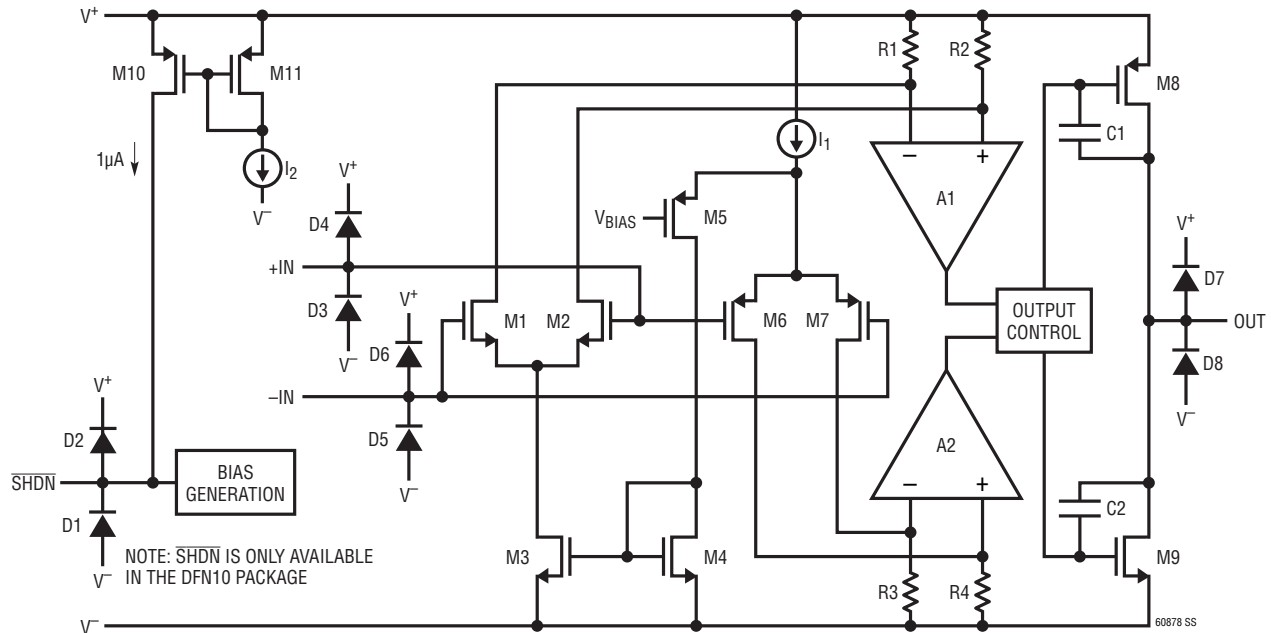 V+
M10
M11
R1
R2
M8
C1
1µA
I2
V–
I1
–
+
A1
V+
D4
VBIAS
M5
V+
D7
+IN
D3
V–
V+
D6
M1
M2
M6
M7
OUTPUT
CONTROL
OUT
D8
V–
–IN
D5
V–
V+
D2
SHDN
D1
V–
BIAS
GENERATION
A2
–
+
C2
NOTE: SHDN IS ONLY AVAILABLE
IN THE DFN10 PACKAGE
M3
M4
M9
R3
R4
V–
60878 SS